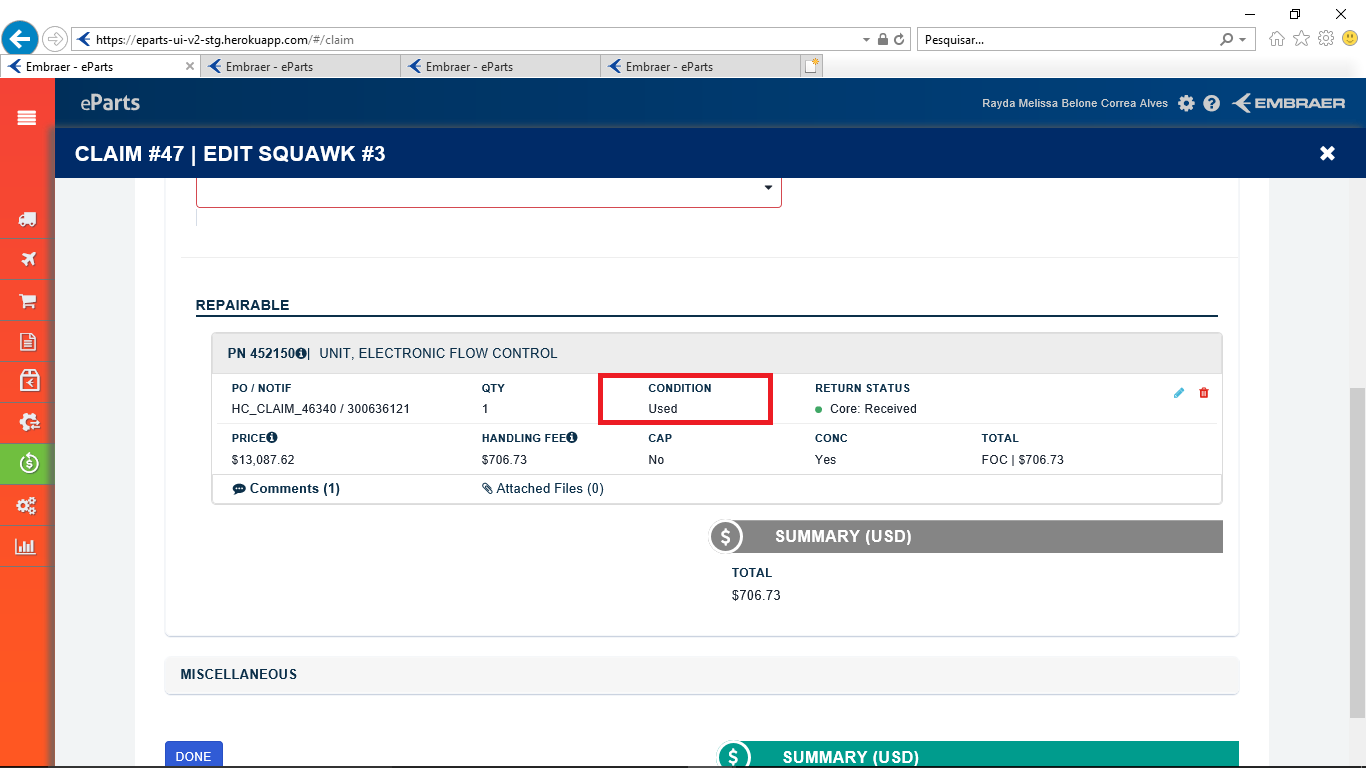 https://eparts-ui-v2-stg.herokuapp.com/#/claim
Pesquisar...
Embraer - eParts
Embraer - eParts
Embraer - eParts
Embraer - eParts
eParts
Rayda Melissa Belone Correa Alves
EMBRAER
CLAIM #47 | EDIT SQUAWK #3
REPAIRABLE
PN 452150 | UNIT, ELECTRONIC FLOW CONTROL
PO / NOTIF QTY CONDITION RETURN STATUS
HC_CLAIM_46340 / 300636121 1 Used Core: Received
PRICE HANDLING FEE CAP CONC TOTAL
$13,087.62 $706.73 No Yes FOC | $706.73
Comments (1) Attached Files (0)
$ SUMMARY (USD)
TOTAL
$706.73
MISCELLANEOUS
DONE
$ SUMMARY (USD)